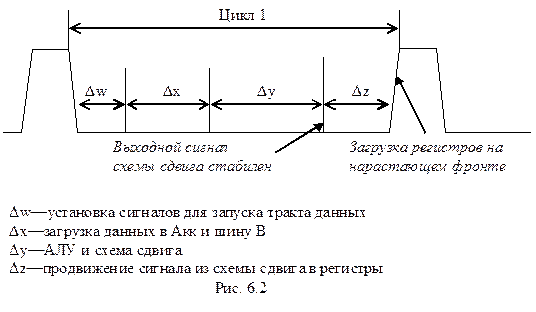 Цикл 1
Δw
Δx
Δy
Δz
Выходной сигнал
схемы сдвига стабилен
Загрузка регистров на
нарастающем фронте
Δw—установка сигналов для запуска тракта данных
Δx—загрузка данных в Акк и шину В
Δy—АЛУ и схема сдвига
Δz—продвижение сигнала из схемы сдвига в регистры
Рис. 6.2